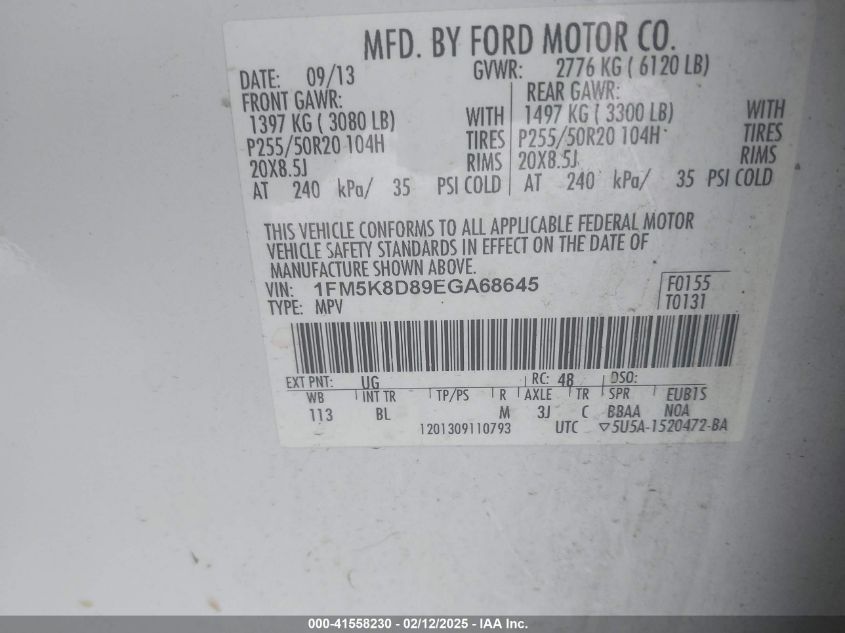 MFD. BY FORD MOTOR CO.
DATE: 09/13 GVWR: 2776 KG ( 6120 LB)
FRONT GAWR: REAR GAWR:
1397 KG ( 3080 LB) WITH 1497 KG ( 3300 LB) WITH
P255/50R20 104H TIRES P255/50R20 104H TIRES
20X8.5J RIMS 20X8.5J RIMS
AT 240 kPa/ 35 PSI COLD AT 240 kPa/ 35 PSI COLD
THIS VEHICLE CONFORMS TO ALL APPLICABLE FEDERAL MOTOR
VEHICLE SAFETY STANDARDS IN EFFECT ON THE DATE OF
MANUFACTURE SHOWN ABOVE.
VIN: 1FM5K8D89EGA68645 F0155
TYPE: MPV T0131
EXT PNT: UG RC: 48 DSO:
WB INT TR TP/PS R AXLE TR SPR EUB1S
113 BL M 3J C BBAA NOA
1201309110793 UTC ▽5U5A-1520472-BA
000-41558230 - 02/12/2025 - IAA Inc.